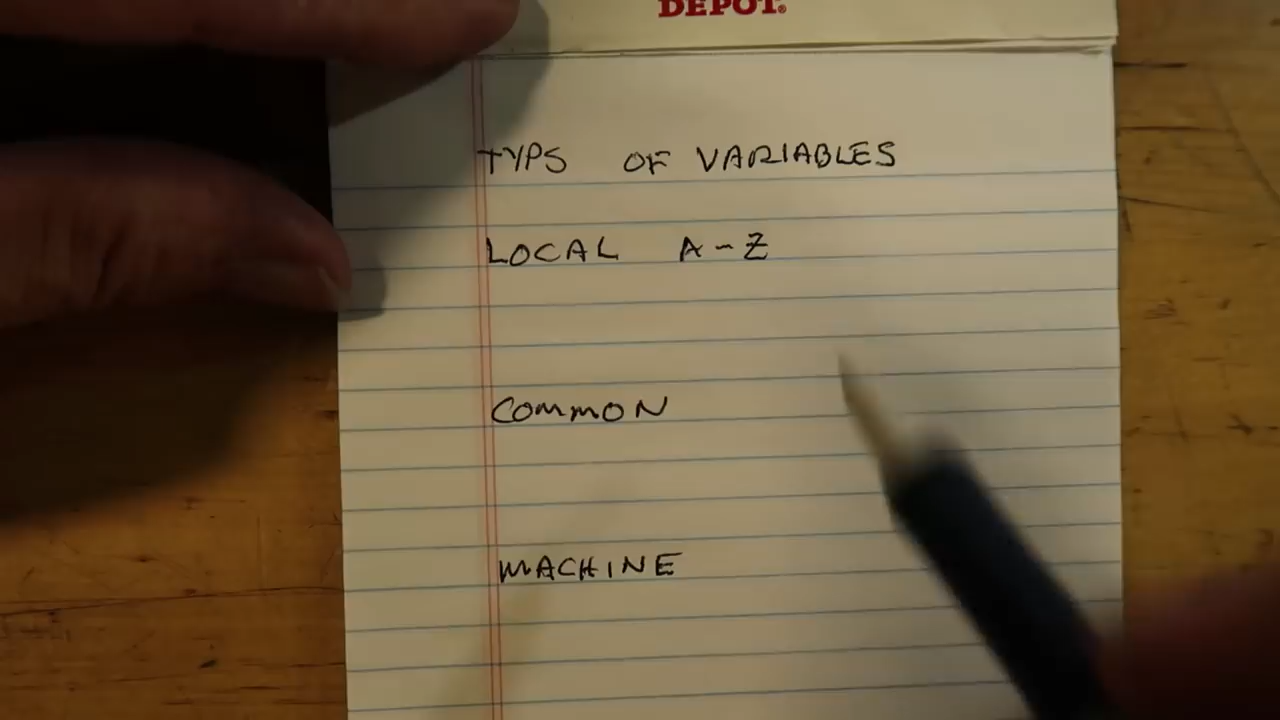 DEPOT®
TYPS OF VARIABLES
LOCAL A-Z
COMMON
MACHINE